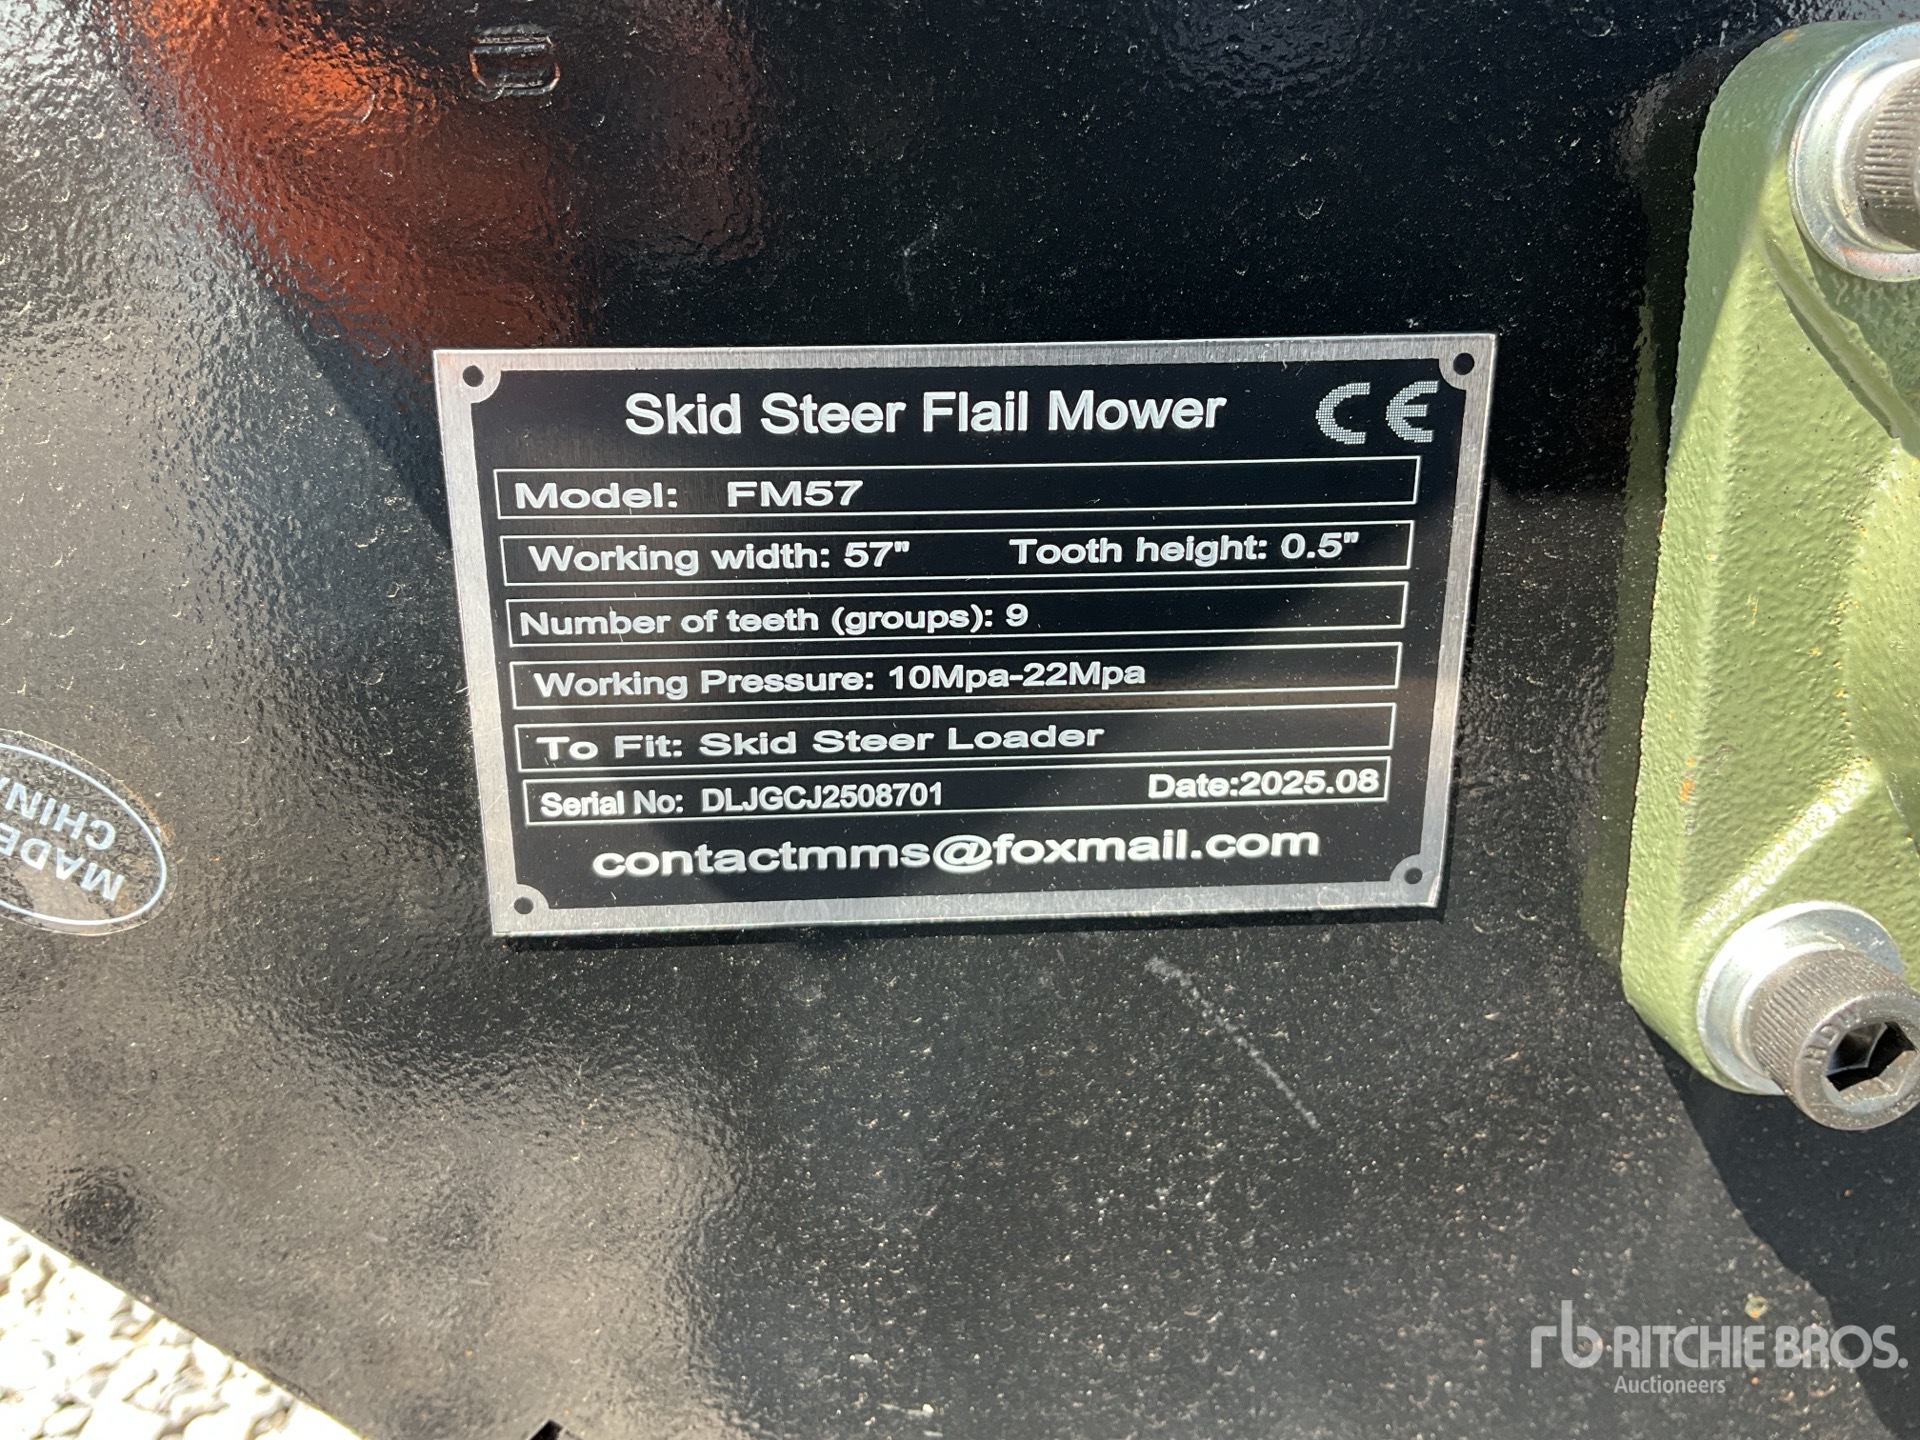 Skid Steer Flail Mower CE
Model: FM57
Working width: 57" Tooth height: 0.5"
Number of teeth (groups): 9
Working Pressure: 10Mpa-22Mpa
To Fit: Skid Steer Loader
Serial No: DLJGCJ2508701 Date:2025.08
contactmms@foxmail.com
MADE
CHINA
rb RITCHIE BROS.
Auctioneers